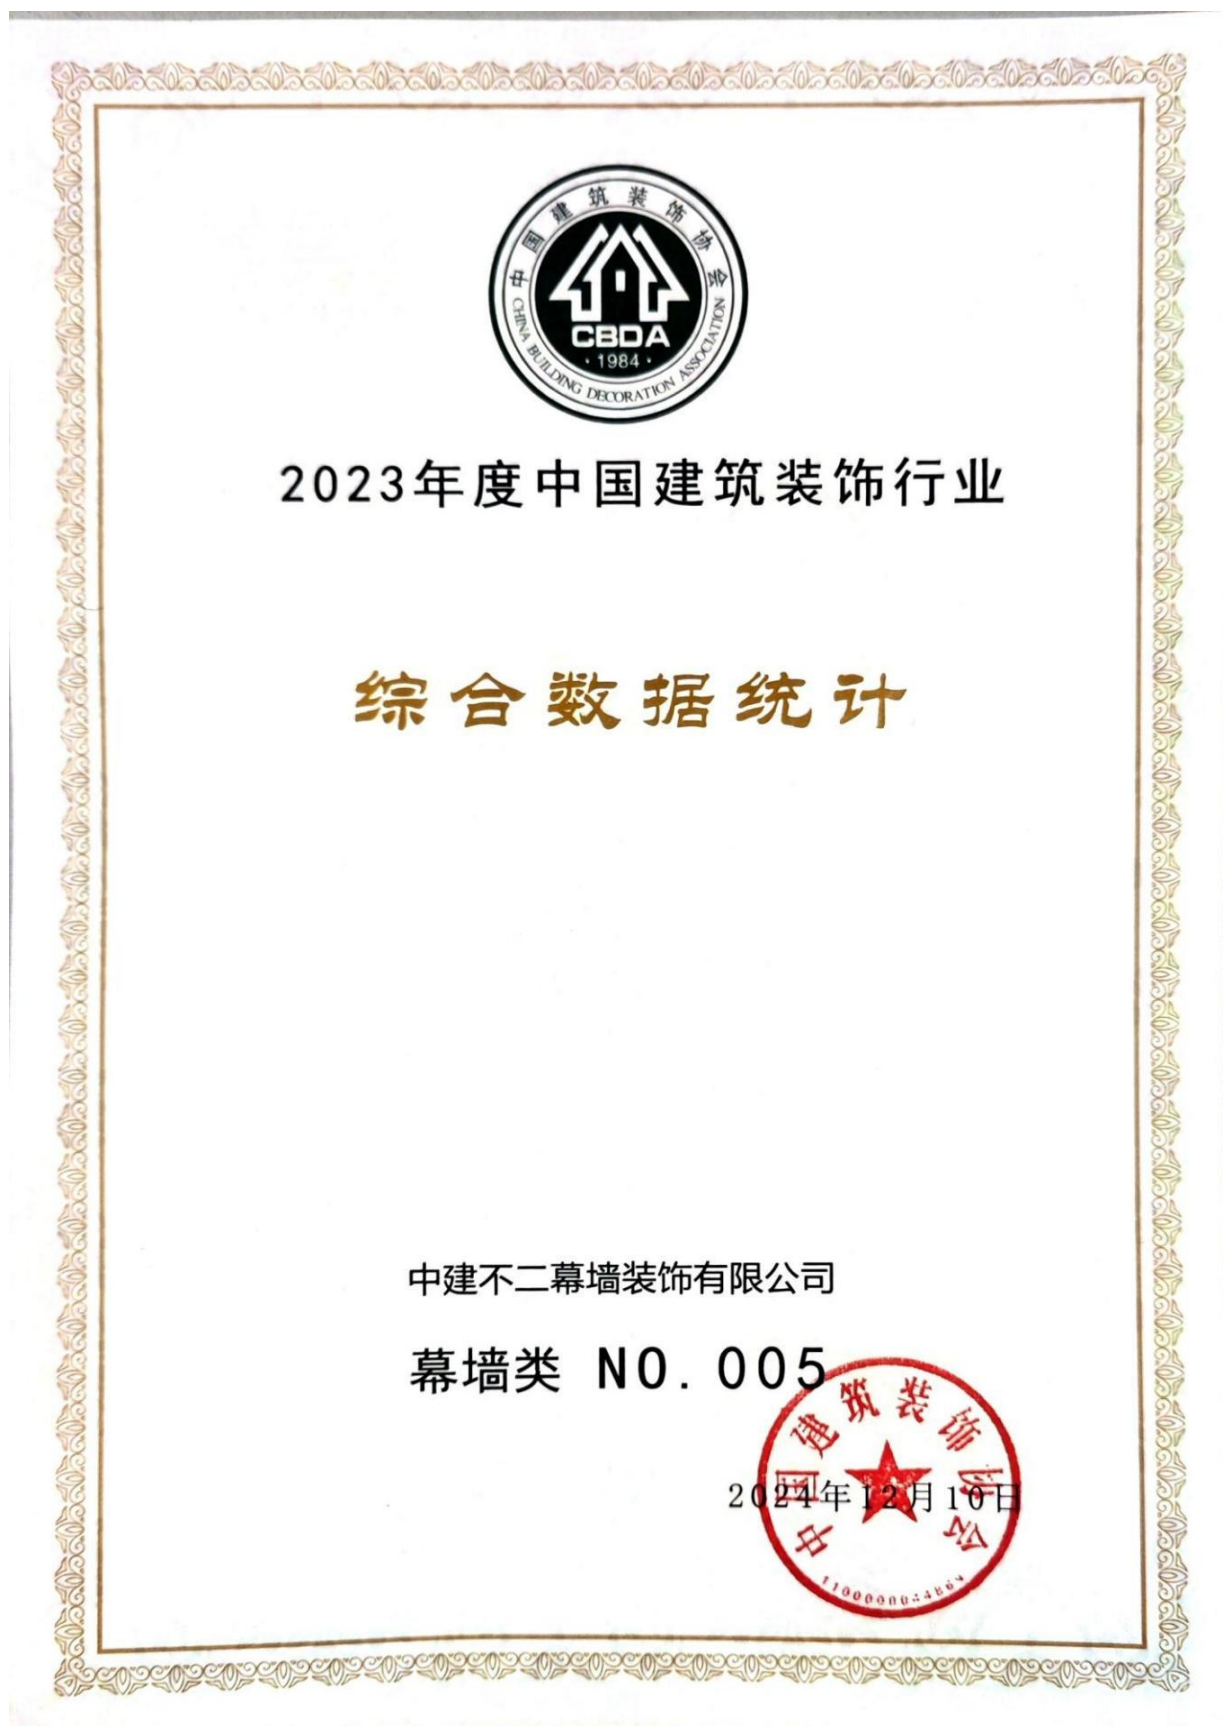 中国建筑装饰协会
CBDA
·1984·
CHINA BUILDING DECORATION ASSOCIATION
2023年度中国建筑装饰行业
综合数据统计
中建不二幕墙装饰有限公司
幕墙类 NO.005
2024年12月10日
中国建筑装饰协会